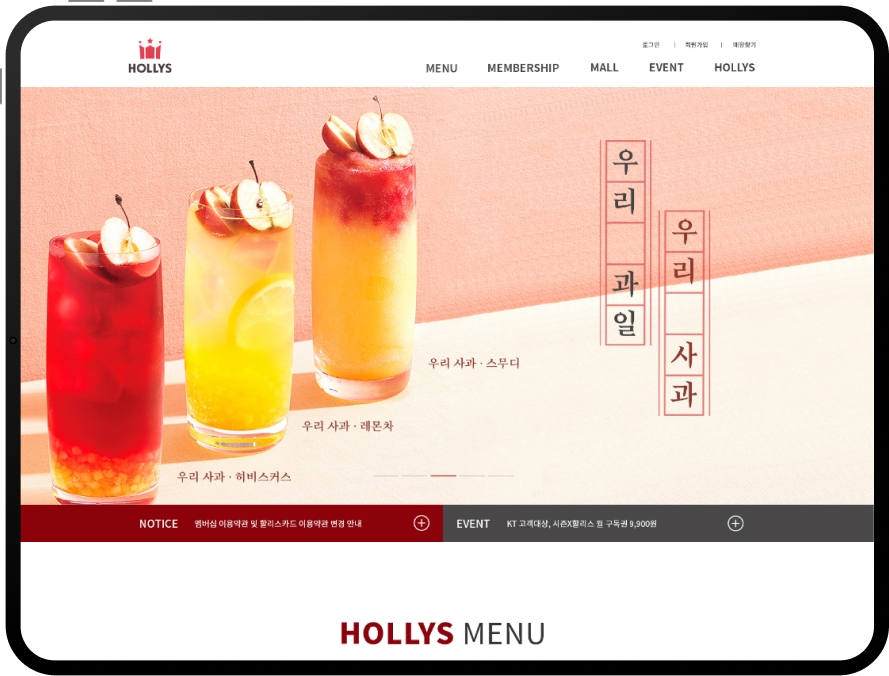 로그인 | 회원가입 | 매장찾기
HOLLYS
MENU MEMBERSHIP MALL EVENT HOLLYS
우리 과일
우리 사과
우리 사과 · 스무디
우리 사과 · 레몬차
우리 사과 · 히비스커스
NOTICE 멤버십 이용약관 및 할리스카드 이용약관 변경 안내
EVENT KT 고객대상, 시즌X할리스 월 구독권 9,900원
HOLLYS MENU